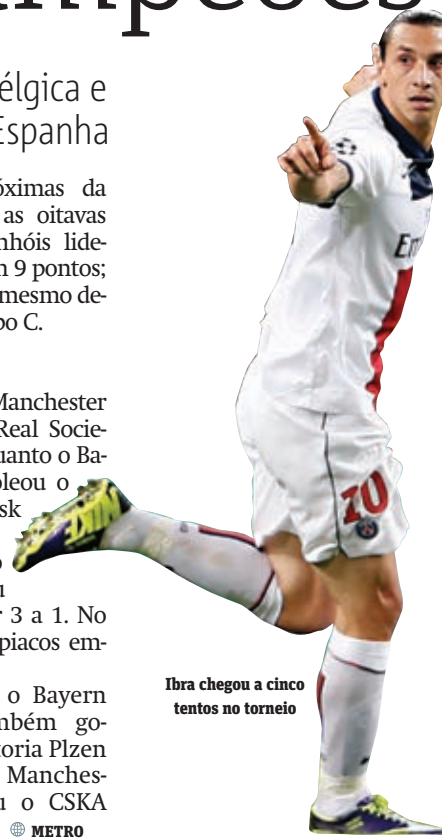 élgica e
Espanha
óximas da
as oitavas
nhóis lide-
n 9 pontos;
mesmo de-
po C.
Manchester
Real Socie-
uanto o Ba-
oleou o
sk
r 3 a 1. No
piacos em-
o Bayern
mbém go-
toria Plzen
Manches-
u o CSKA
METRO
Ibra chegou a cinco
tentos no torneio
10